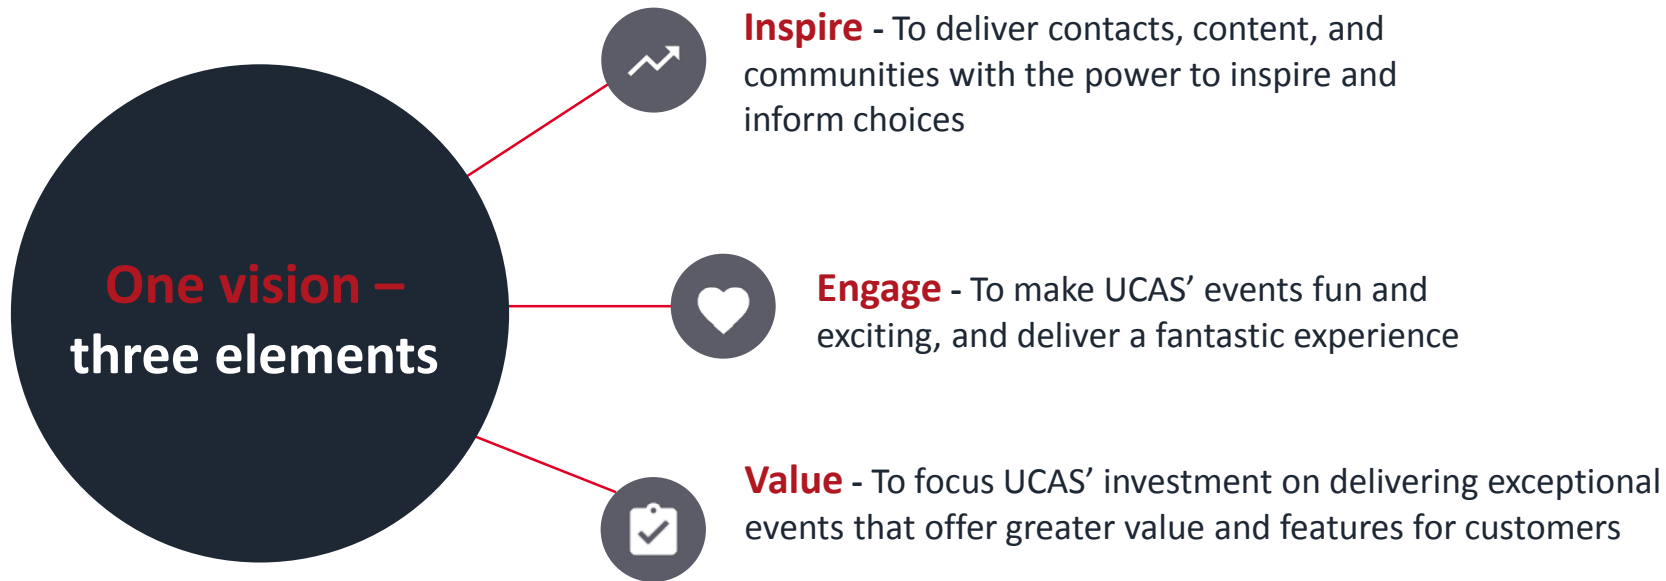 One vision –
three elements
Inspire - To deliver contacts, content, and
communities with the power to inspire and
inform choices
Engage - To make UCAS’ events fun and
exciting, and deliver a fantastic experience
Value - To focus UCAS’ investment on delivering exceptional
events that offer greater value and features for customers